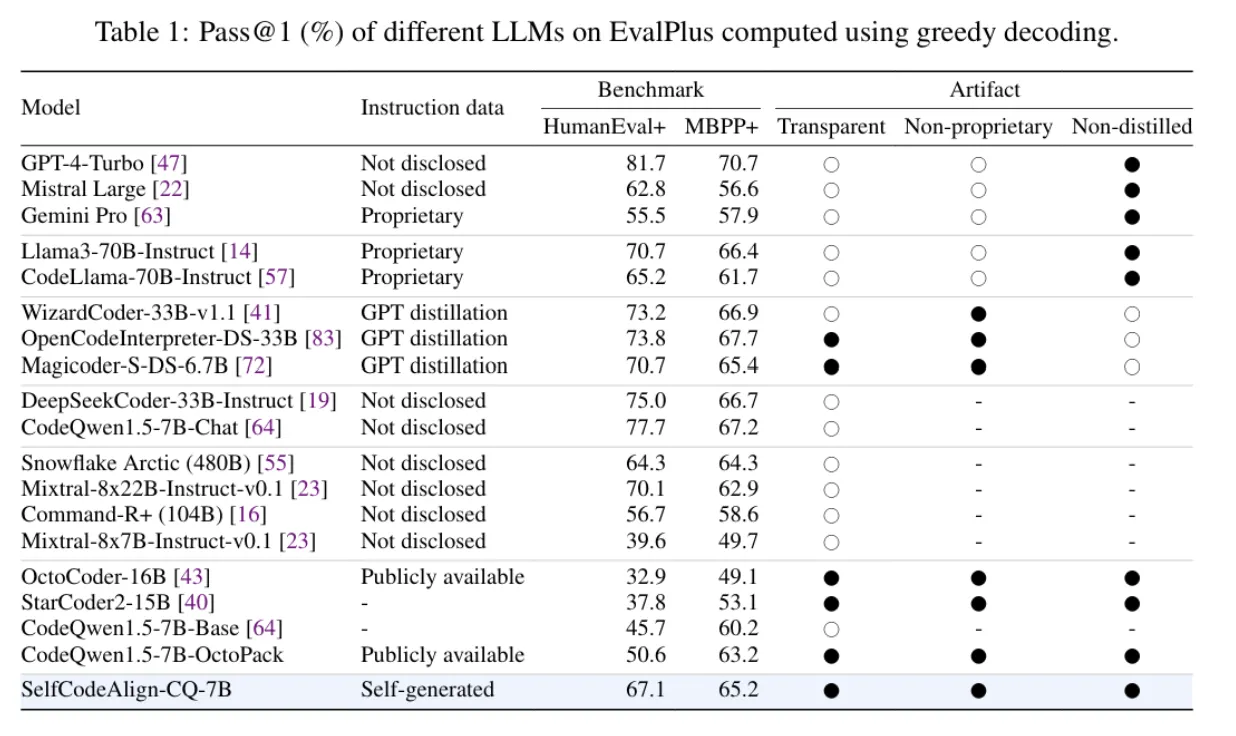 Table 1: Pass@1 (%) of different LLMs on EvalPlus computed using greedy decoding.
Benchmark Artifact
Model Instruction data
HumanEval+ MBPP+ Transparent Non-proprietary Non-distilled
GPT-4-Turbo [47] Not disclosed 81.7 70.7 ○ ○ ●
Mistral Large [22] Not disclosed 62.8 56.6 ○ ○ ●
Gemini Pro [63] Proprietary 55.5 57.9 ○ ○ ●
Llama3-70B-Instruct [14] Proprietary 70.7 66.4 ○ ○ ●
CodeLlama-70B-Instruct [57] Proprietary 65.2 61.7 ○ ○ ●
WizardCoder-33B-v1.1 [41] GPT distillation 73.2 66.9 ○ ● ○
OpenCodeInterpreter-DS-33B [83] GPT distillation 73.8 67.7 ● ● ○
Magicoder-S-DS-6.7B [72] GPT distillation 70.7 65.4 ● ● ○
DeepSeekCoder-33B-Instruct [19] Not disclosed 75.0 66.7 ○ - -
CodeQwen1.5-7B-Chat [64] Not disclosed 77.7 67.2 ○ - -
Snowflake Arctic (480B) [55] Not disclosed 64.3 64.3 ○ - -
Mixtral-8x22B-Instruct-v0.1 [23] Not disclosed 70.1 62.9 ○ - -
Command-R+ (104B) [16] Not disclosed 56.7 58.6 ○ - -
Mixtral-8x7B-Instruct-v0.1 [23] Not disclosed 39.6 49.7 ○ - -
OctoCoder-16B [43] Publicly available 32.9 49.1 ● ● ●
StarCoder2-15B [40] - 37.8 53.1 ● ● ●
CodeQwen1.5-7B-Base [64] - 45.7 60.2 ○ - -
CodeQwen1.5-7B-OctoPack Publicly available 50.6 63.2 ● ● ●
SelfCodeAlign-CQ-7B Self-generated 67.1 65.2 ● ● ●